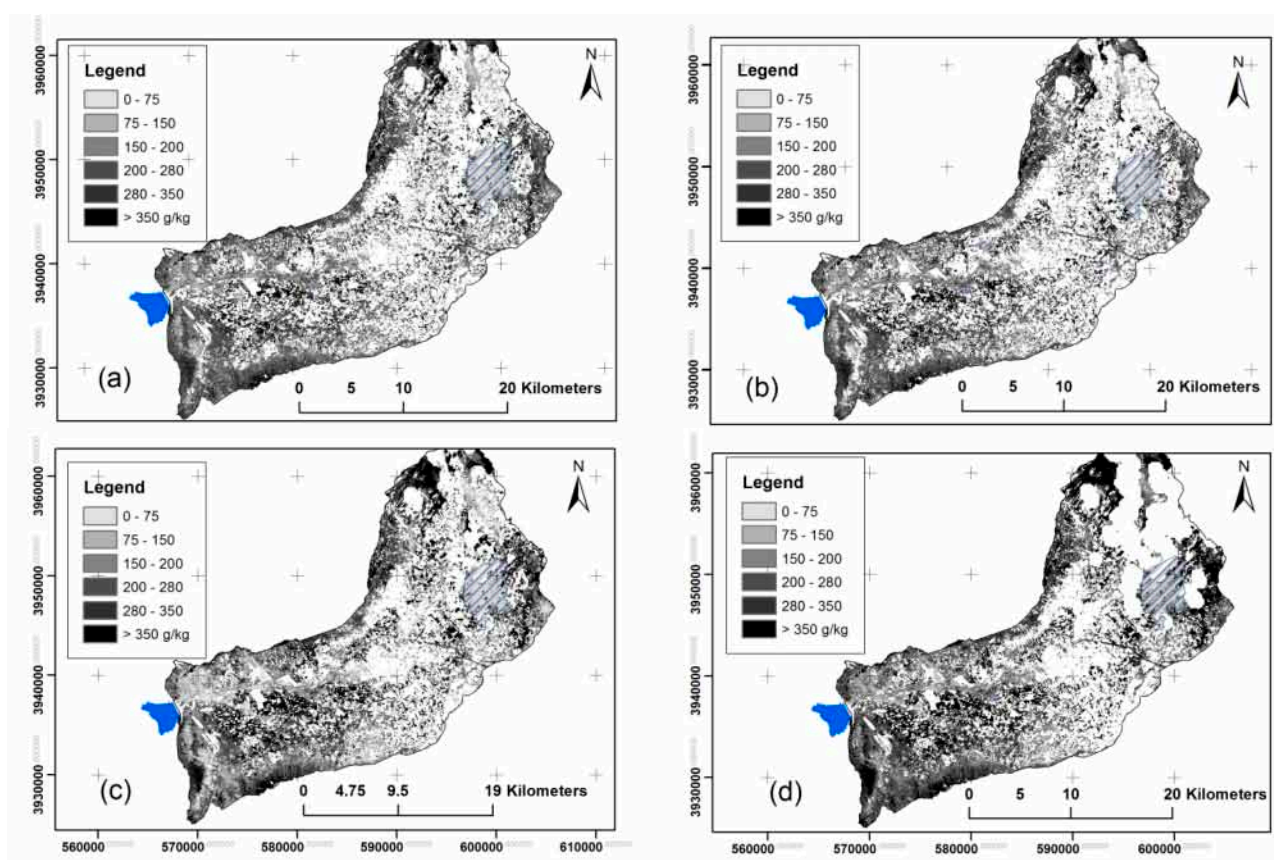 Legend
0 - 75
75 - 150
150 - 200
200 - 280
280 - 350
> 350 g/kg
N
3960000
3950000
3940000
3930000
(a)
0 5 10 20 Kilometers
Legend
0 - 75
75 - 150
150 - 200
200 - 280
280 - 350
> 350 g/kg
N
3960000
3950000
3940000
3930000
(b)
0 5 10 20 Kilometers
Legend
0 - 75
75 - 150
150 - 200
200 - 280
280 - 350
> 350 g/kg
N
3960000
3950000
3940000
3930000
(c)
0 4.75 9.5 19 Kilometers
560000 570000 580000 590000 600000 610000
Legend
0 - 75
75 - 150
150 - 200
200 - 280
280 - 350
> 350 g/kg
N
3960000
3950000
3940000
3930000
(d)
0 5 10 20 Kilometers
560000 570000 580000 590000 600000